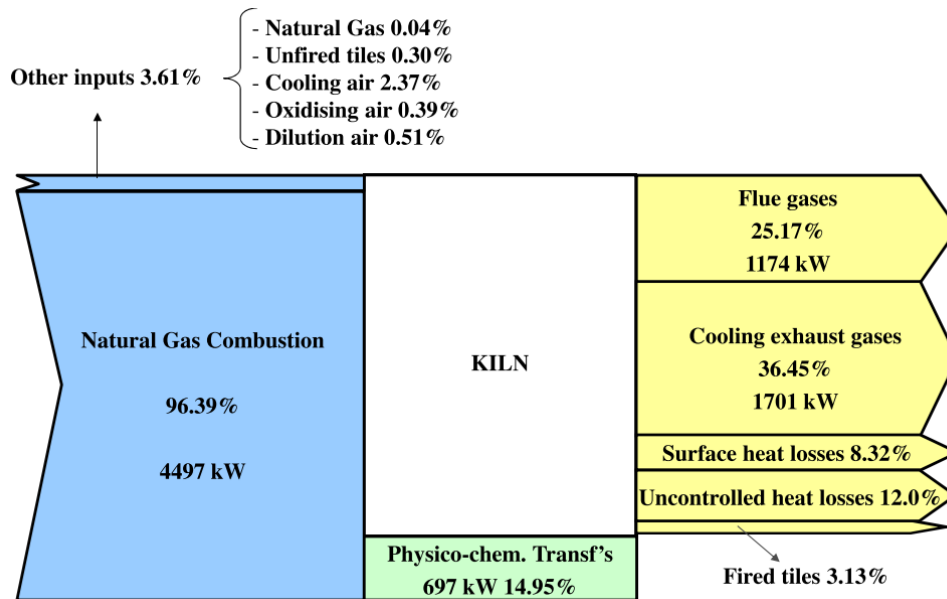 Other inputs 3.61%
- Natural Gas 0.04%
- Unfired tiles 0.30%
- Cooling air 2.37%
- Oxidising air 0.39%
- Dilution air 0.51%
Natural Gas Combustion
96.39%
4497 kW
KILN
Physico-chem. Transf's
697 kW 14.95%
Flue gases
25.17%
1174 kW
Cooling exhaust gases
36.45%
1701 kW
Surface heat losses 8.32%
Uncontrolled heat losses 12.0%
Fired tiles 3.13%